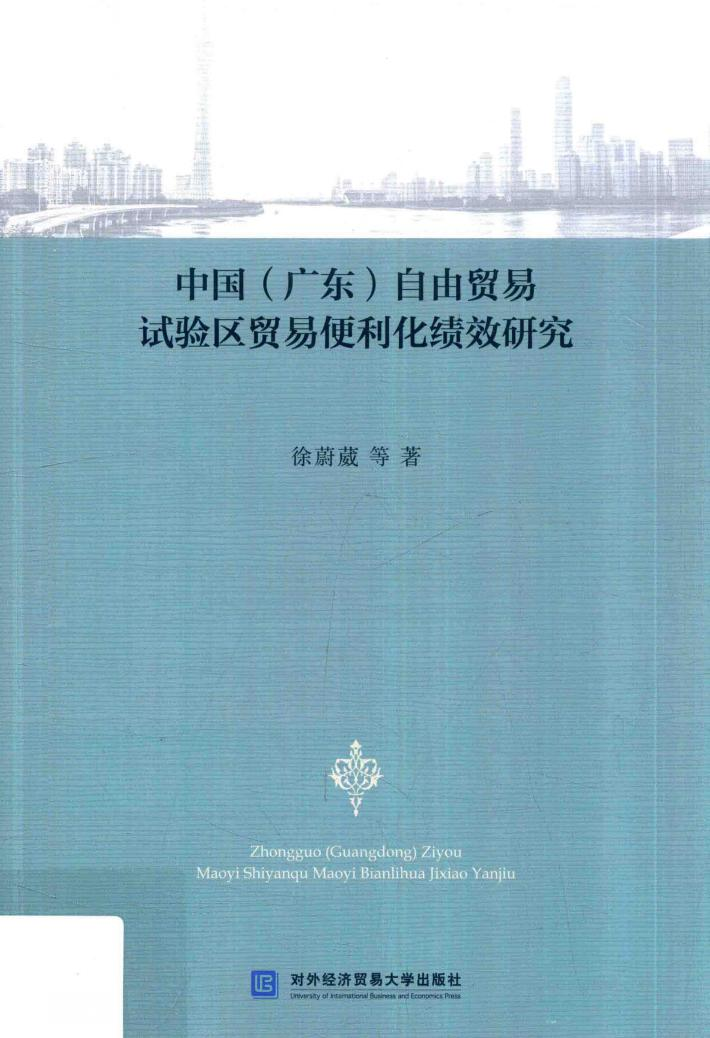 中国（广东）自由贸易
试验区贸易便利化绩效研究
徐蔚葳 等 著
Zhongguo (Guangdong) Ziyou
Maoyi Shiyanqu Maoyi Bianlihua Jixiao Yanjiu
对外经济贸易大学出版社
University of International Business and Economics Press